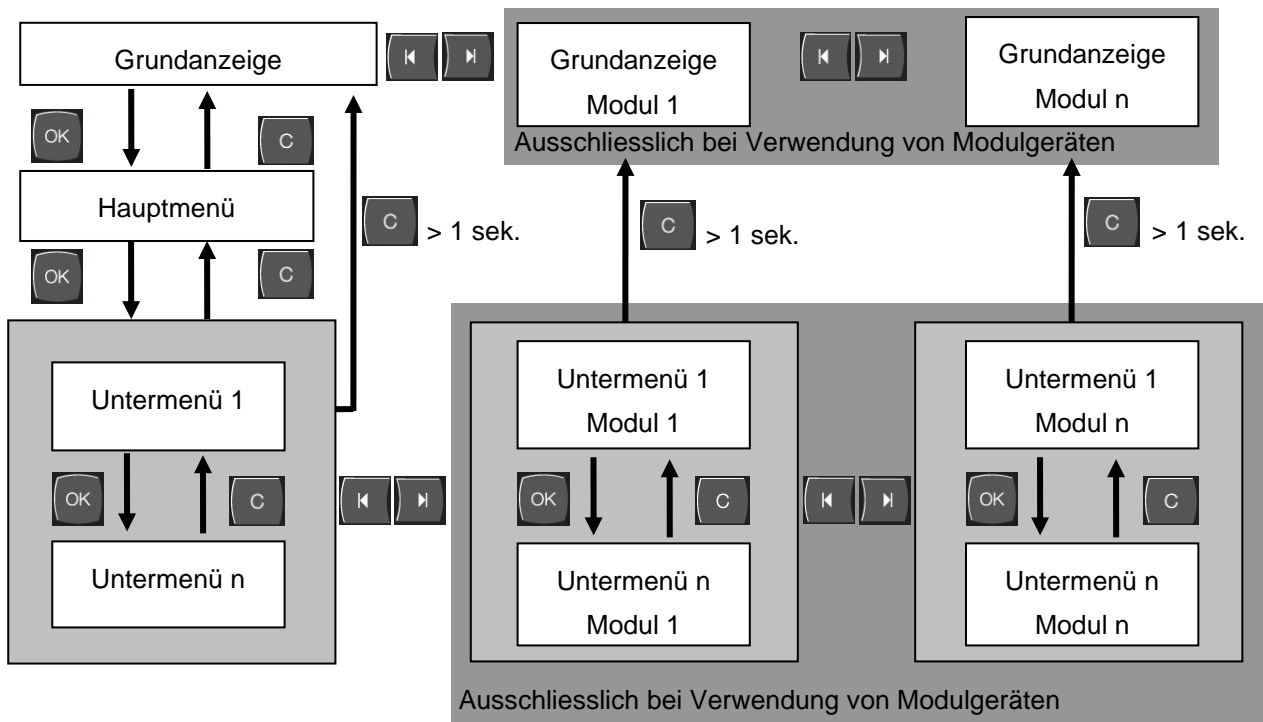 Grundanzeige
Grundanzeige
Modul 1
Grundanzeige
Modul n
Ausschliesslich bei Verwendung von Modulgeräten
OK
C
Hauptmenü
C
> 1 sek.
C
> 1 sek.
C
> 1 sek.
OK
C
Untermenü 1
Untermenü 1
Modul 1
Untermenü 1
Modul n
OK
C
OK
C
OK
C
Untermenü n
Untermenü n
Modul 1
Untermenü n
Modul n
Ausschliesslich bei Verwendung von Modulgeräten